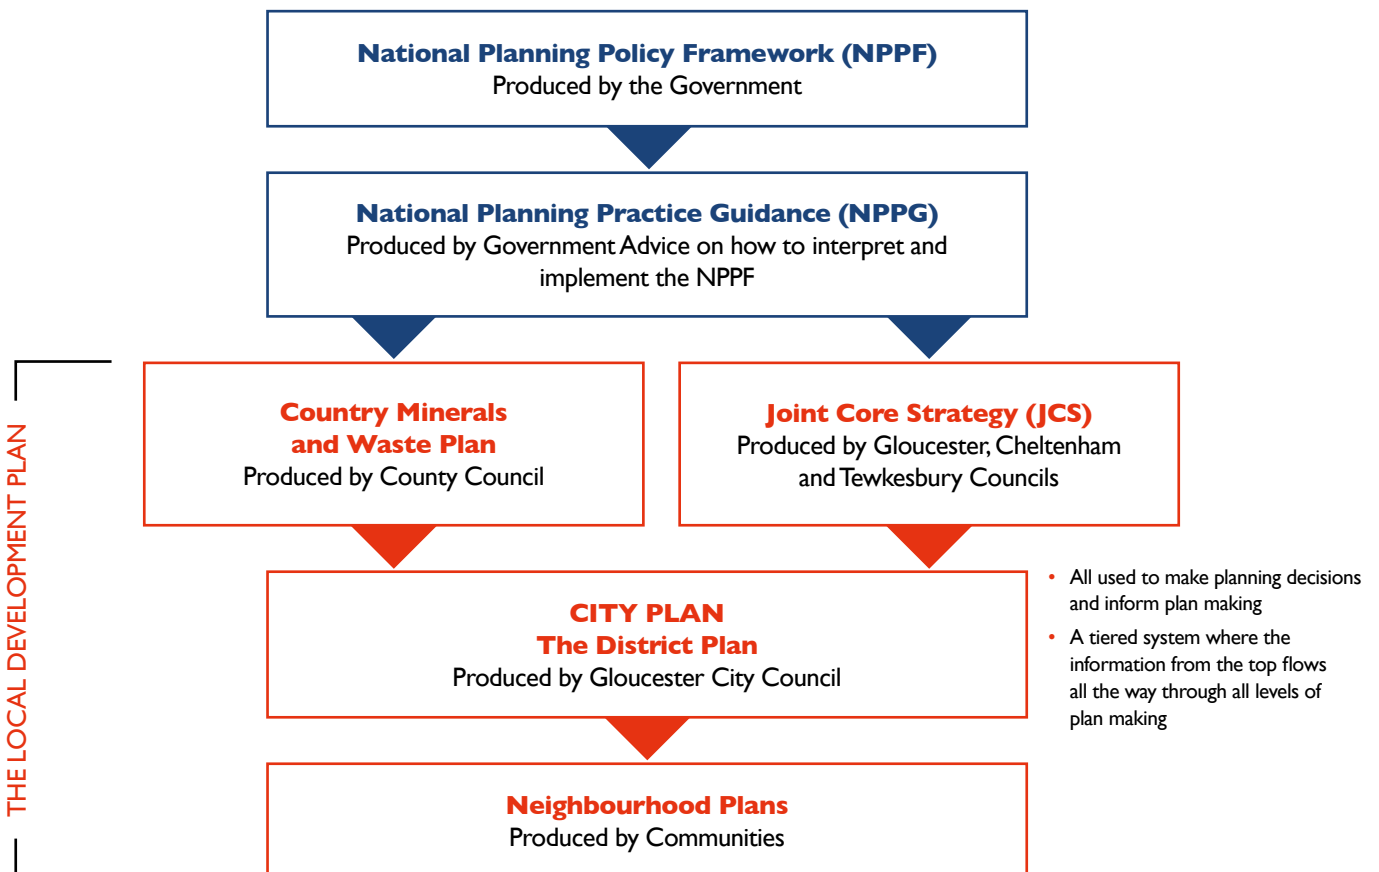 National Planning Policy Framework (NPPF)
Produced by the Government
National Planning Practice Guidance (NPPG)
Produced by Government Advice on how to interpret and
implement the NPPF
THE LOCAL DEVELOPMENT PLAN
Country Minerals
and Waste Plan
Produced by County Council
Joint Core Strategy (JCS)
Produced by Gloucester, Cheltenham
and Tewkesbury Councils
CITY PLAN
The District Plan
Produced by Gloucester City Council
• All used to make planning decisions
and inform plan making
• A tiered system where the
information from the top flows
all the way through all levels of
plan making
Neighbourhood Plans
Produced by Communities